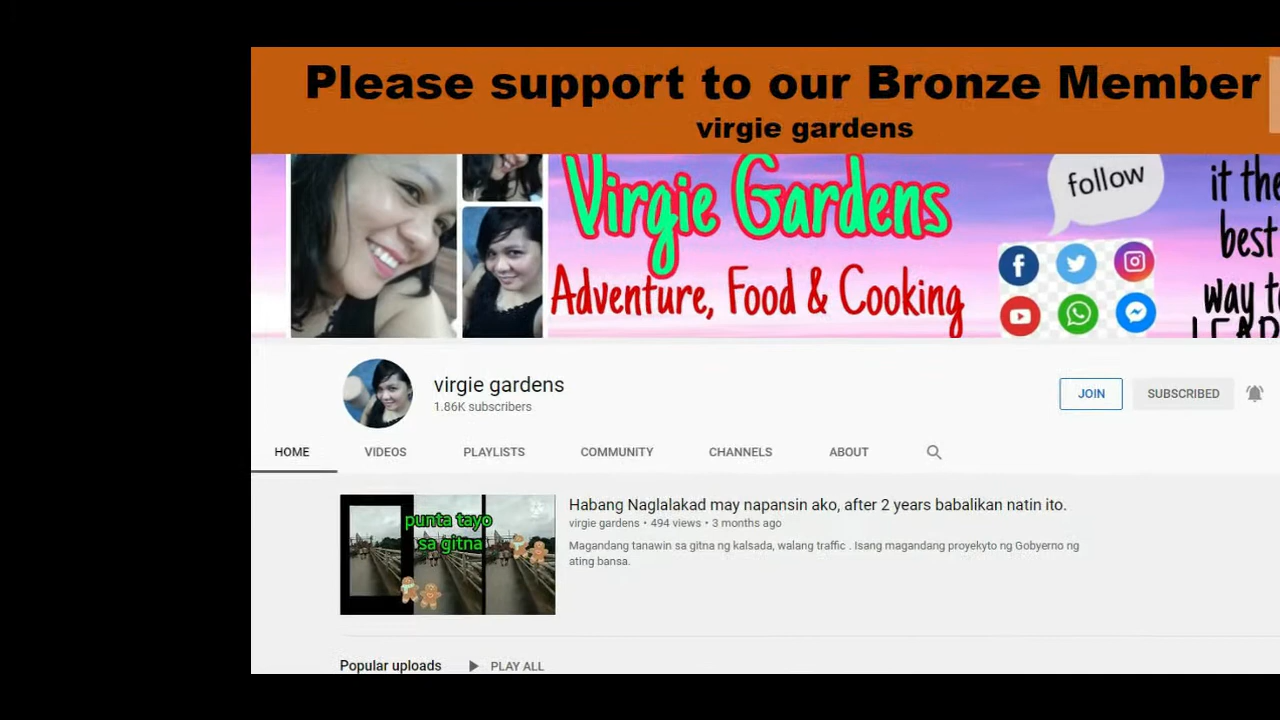 Please support to our Bronze Member
virgie gardens
Virgie Gardens
Adventure, Food & Cooking
follow
it the
best
way to
virgie gardens
1.86K subscribers
JOIN
SUBSCRIBED
HOME
VIDEOS
PLAYLISTS
COMMUNITY
CHANNELS
ABOUT
punta tayo
sa gitna
Habang Naglalakad may napansin ako, after 2 years babalikan natin ito.
virgie gardens • 494 views • 3 months ago
Magandang tanawin sa gitna ng kalsada, walang traffic . Isang magandang proyekyto ng Gobyerno ng
ating bansa.
Popular uploads
PLAY ALL